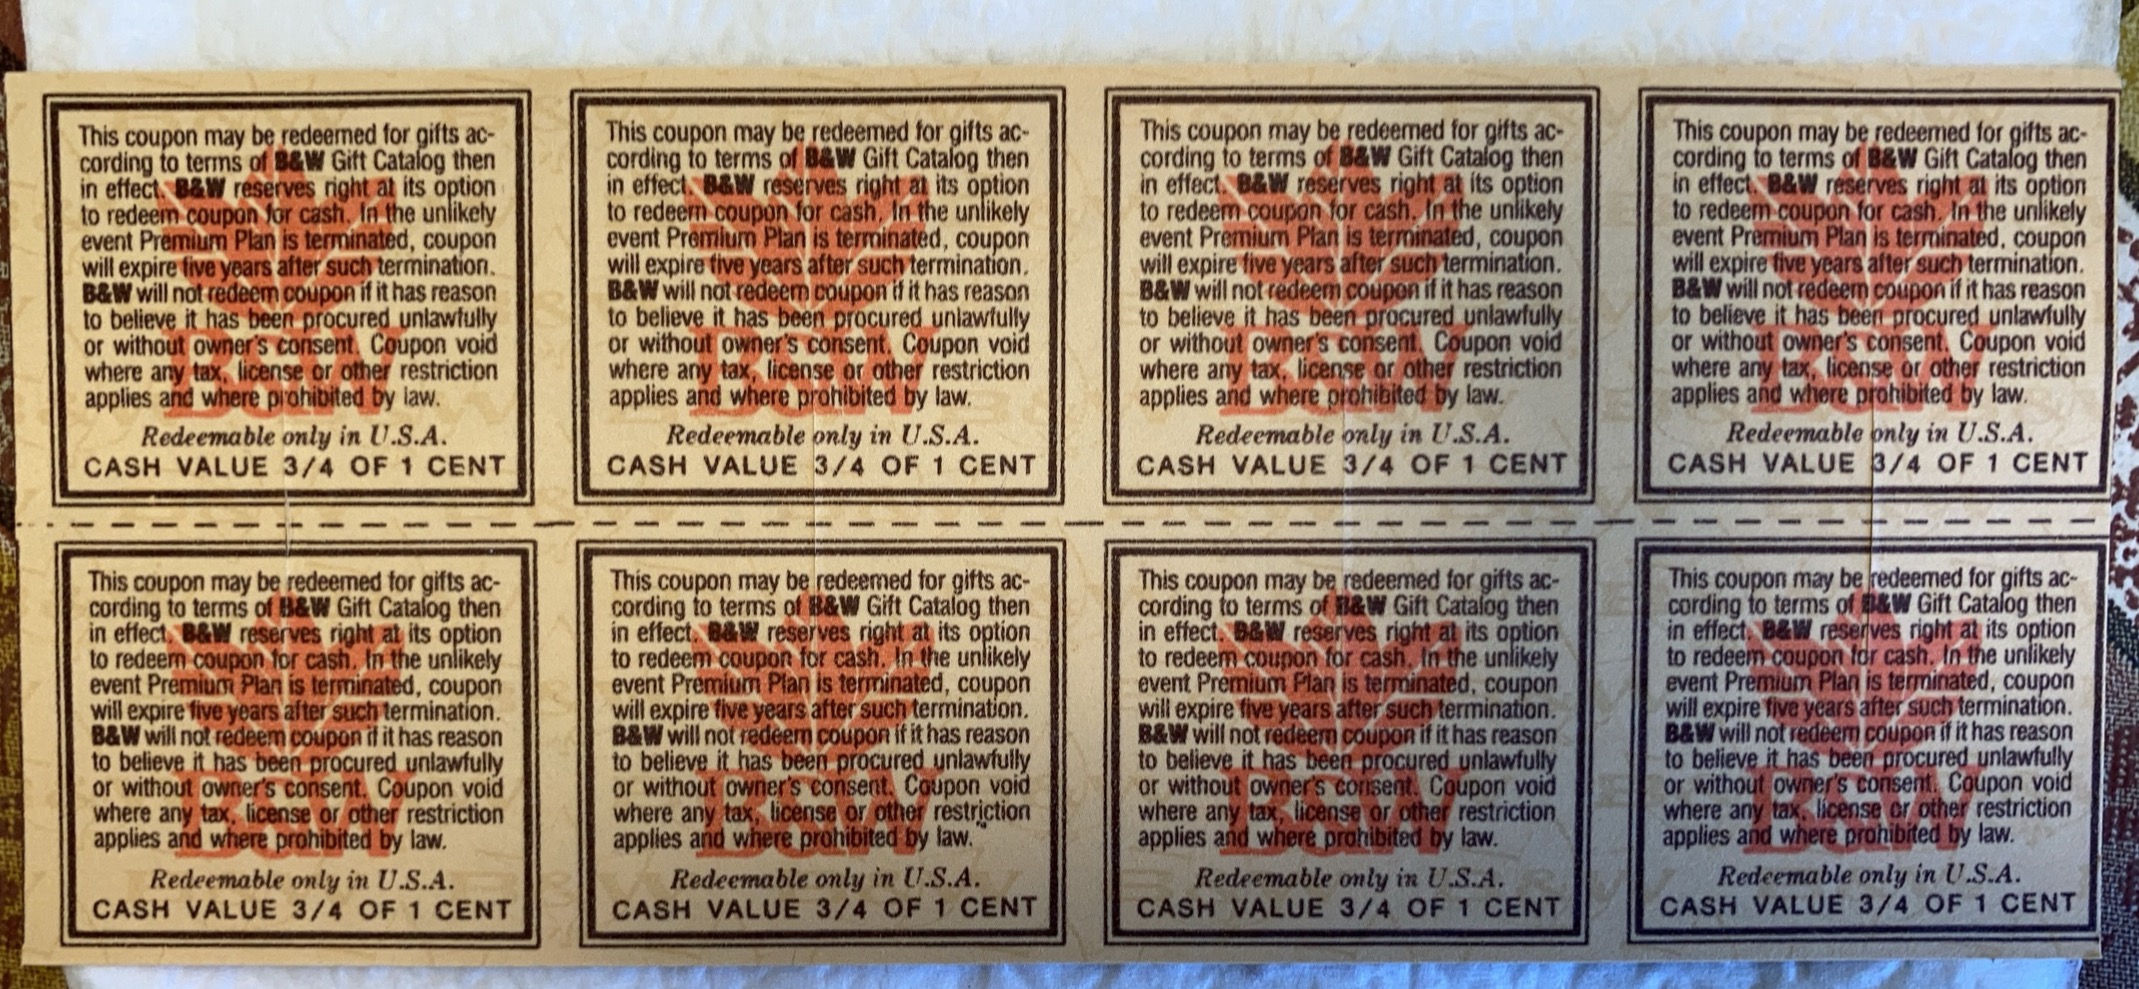 This coupon may be redeemed for gifts ac-
cording to terms of B&W Gift Catalog then
in effect. B&W reserves right at its option
to redeem coupon for cash. In the unlikely
event Premium Plan is terminated, coupon
will expire five years after such termination.
B&W will not redeem coupon if it has reason
to believe it has been procured unlawfully
or without owner's consent. Coupon void
where any tax, license or other restriction
applies and where prohibited by law.
Redeemable only in U.S.A.
CASH VALUE 3/4 OF 1 CENT
B&W
This coupon may be redeemed for gifts ac-
cording to terms of B&W Gift Catalog then
in effect. B&W reserves right at its option
to redeem coupon for cash. In the unlikely
event Premium Plan is terminated, coupon
will expire five years after such termination.
B&W will not redeem coupon if it has reason
to believe it has been procured unlawfully
or without owner's consent. Coupon void
where any tax, license or other restriction
applies and where prohibited by law.
Redeemable only in U.S.A.
CASH VALUE 3/4 OF 1 CENT
B&W
This coupon may be redeemed for gifts ac-
cording to terms of B&W Gift Catalog then
in effect. B&W reserves right at its option
to redeem coupon for cash. In the unlikely
event Premium Plan is terminated, coupon
will expire five years after such termination.
B&W will not redeem coupon if it has reason
to believe it has been procured unlawfully
or without owner's consent. Coupon void
where any tax, license or other restriction
applies and where prohibited by law.
Redeemable only in U.S.A.
CASH VALUE 3/4 OF 1 CENT
B&W
This coupon may be redeemed for gifts ac-
cording to terms of B&W Gift Catalog then
in effect. B&W reserves right at its option
to redeem coupon for cash. In the unlikely
event Premium Plan is terminated, coupon
will expire five years after such termination.
B&W will not redeem coupon if it has reason
to believe it has been procured unlawfully
or without owner's consent. Coupon void
where any tax, license or other restriction
applies and where prohibited by law.
Redeemable only in U.S.A.
CASH VALUE 3/4 OF 1 CENT
B&W
This coupon may be redeemed for gifts ac-
cording to terms of B&W Gift Catalog then
in effect. B&W reserves right at its option
to redeem coupon for cash. In the unlikely
event Premium Plan is terminated, coupon
will expire five years after such termination.
B&W will not redeem coupon if it has reason
to believe it has been procured unlawfully
or without owner's consent. Coupon void
where any tax, license or other restriction
applies and where prohibited by law.
Redeemable only in U.S.A.
CASH VALUE 3/4 OF 1 CENT
B&W
This coupon may be redeemed for gifts ac-
cording to terms of B&W Gift Catalog then
in effect. B&W reserves right at its option
to redeem coupon for cash. In the unlikely
event Premium Plan is terminated, coupon
will expire five years after such termination.
B&W will not redeem coupon if it has reason
to believe it has been procured unlawfully
or without owner's consent. Coupon void
where any tax, license or other restriction
applies and where prohibited by law.
Redeemable only in U.S.A.
CASH VALUE 3/4 OF 1 CENT
B&W
This coupon may be redeemed for gifts ac-
cording to terms of B&W Gift Catalog then
in effect. B&W reserves right at its option
to redeem coupon for cash. In the unlikely
event Premium Plan is terminated, coupon
will expire five years after such termination.
B&W will not redeem coupon if it has reason
to believe it has been procured unlawfully
or without owner's consent. Coupon void
where any tax, license or other restriction
applies and where prohibited by law.
Redeemable only in U.S.A.
CASH VALUE 3/4 OF 1 CENT
B&W
This coupon may be redeemed for gifts ac-
cording to terms of B&W Gift Catalog then
in effect. B&W reserves right at its option
to redeem coupon for cash. In the unlikely
event Premium Plan is terminated, coupon
will expire five years after such termination.
B&W will not redeem coupon if it has reason
to believe it has been procured unlawfully
or without owner's consent. Coupon void
where any tax, license or other restriction
applies and where prohibited by law.
Redeemable only in U.S.A.
CASH VALUE 3/4 OF 1 CENT
B&W